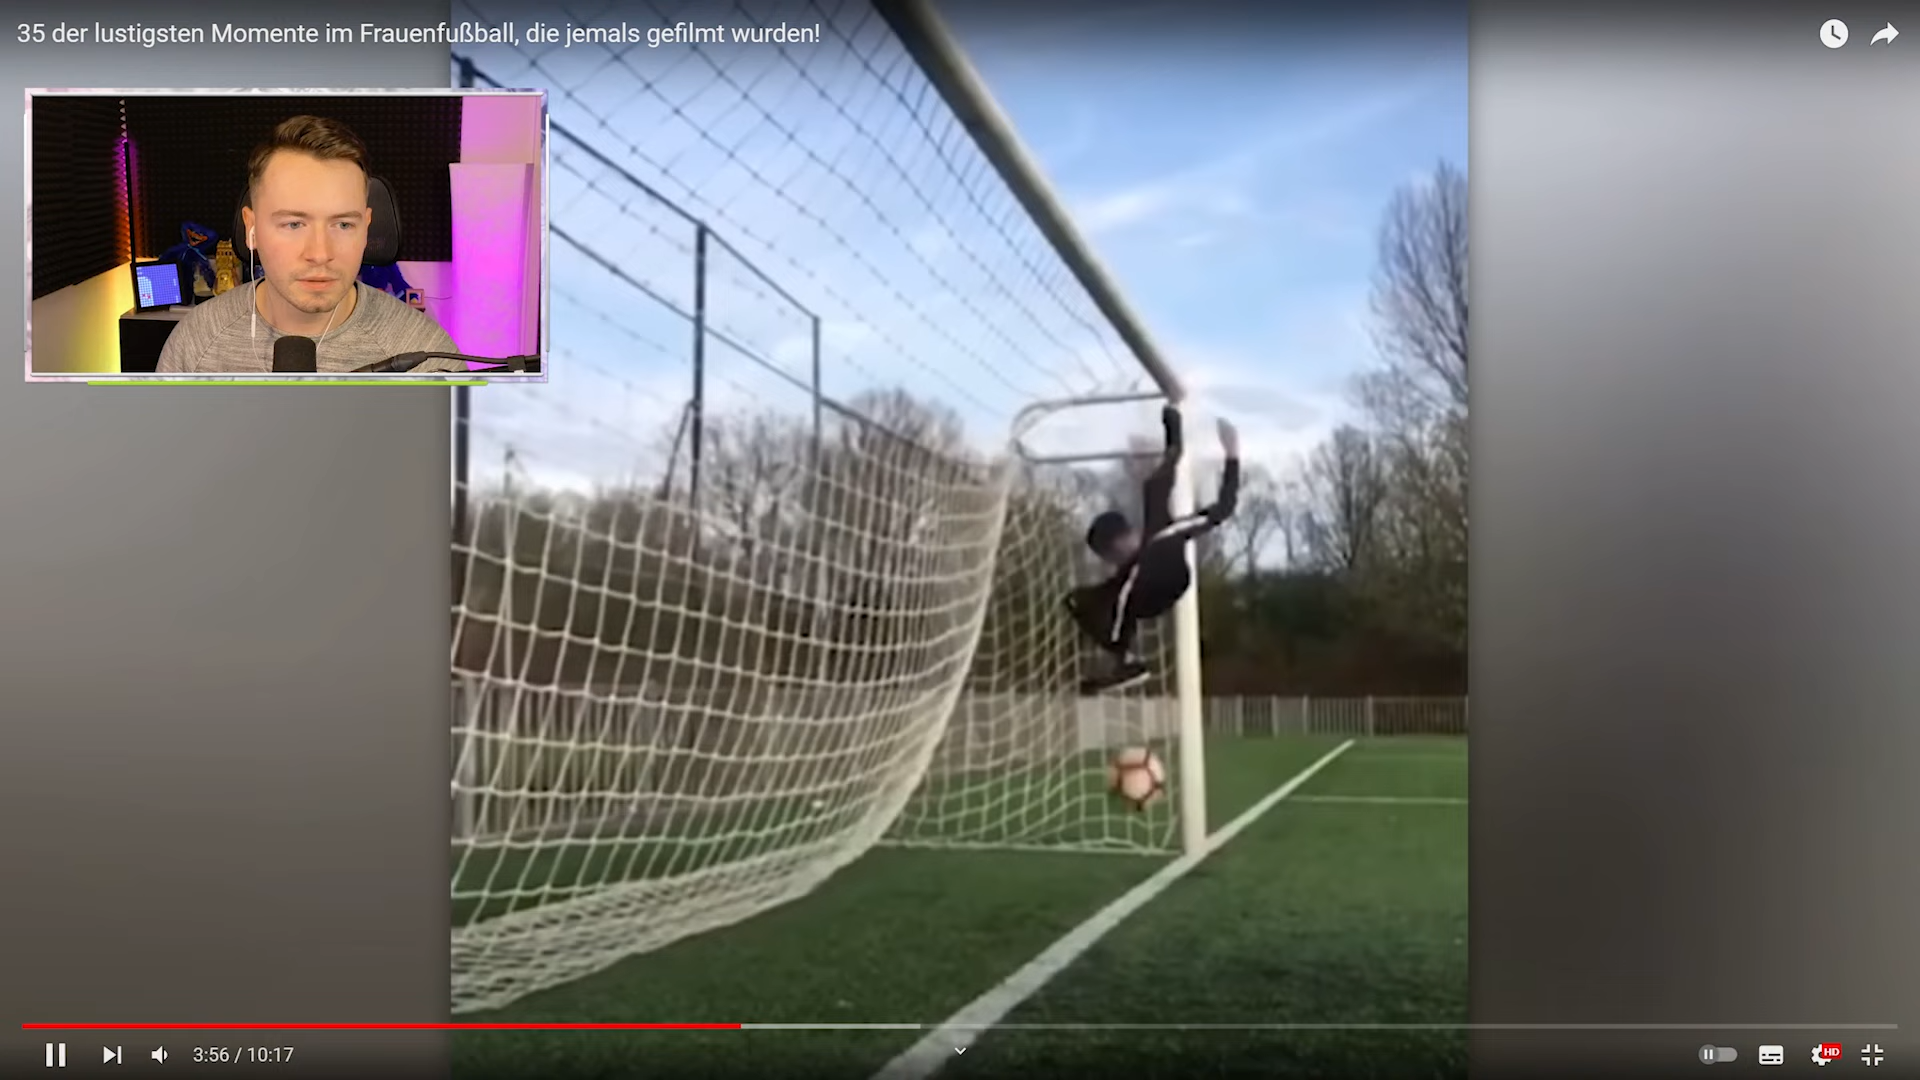 35 der lustigsten Momente im Frauenfußball, die jemals gefilmt wurden!
3:56 / 10:17
HD